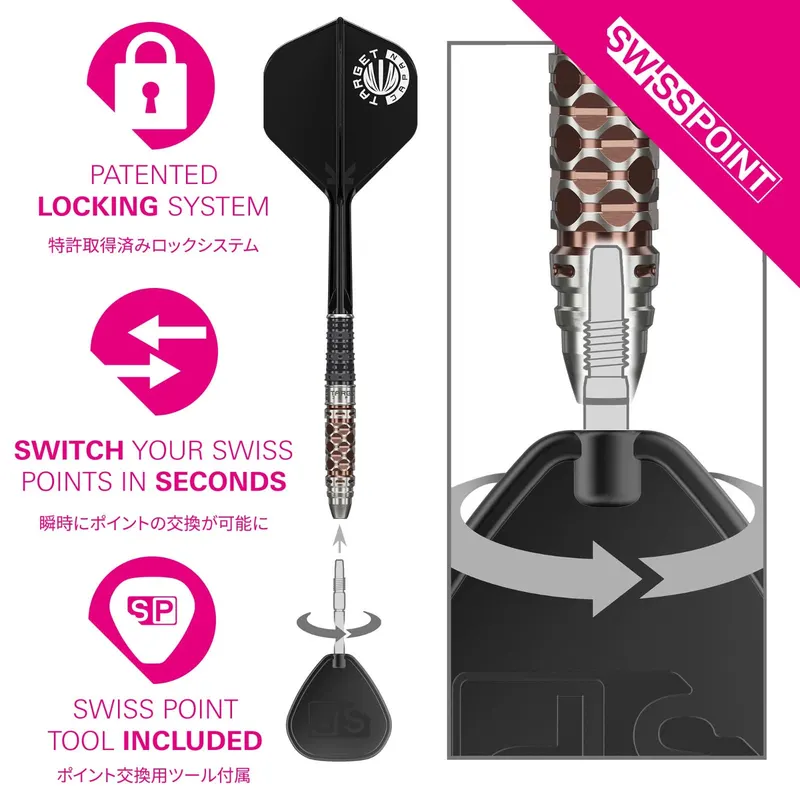 PATENTED
LOCKING SYSTEM
特許取得済みロックシステム
SWITCH YOUR SWISS
POINTS IN SECONDS
瞬時にポイントの交換が可能に
SP
SWISS POINT
TOOL INCLUDED
ポイント交換用ツール付属
TARGET
JAPAN
TARGET
SWISSPOINT